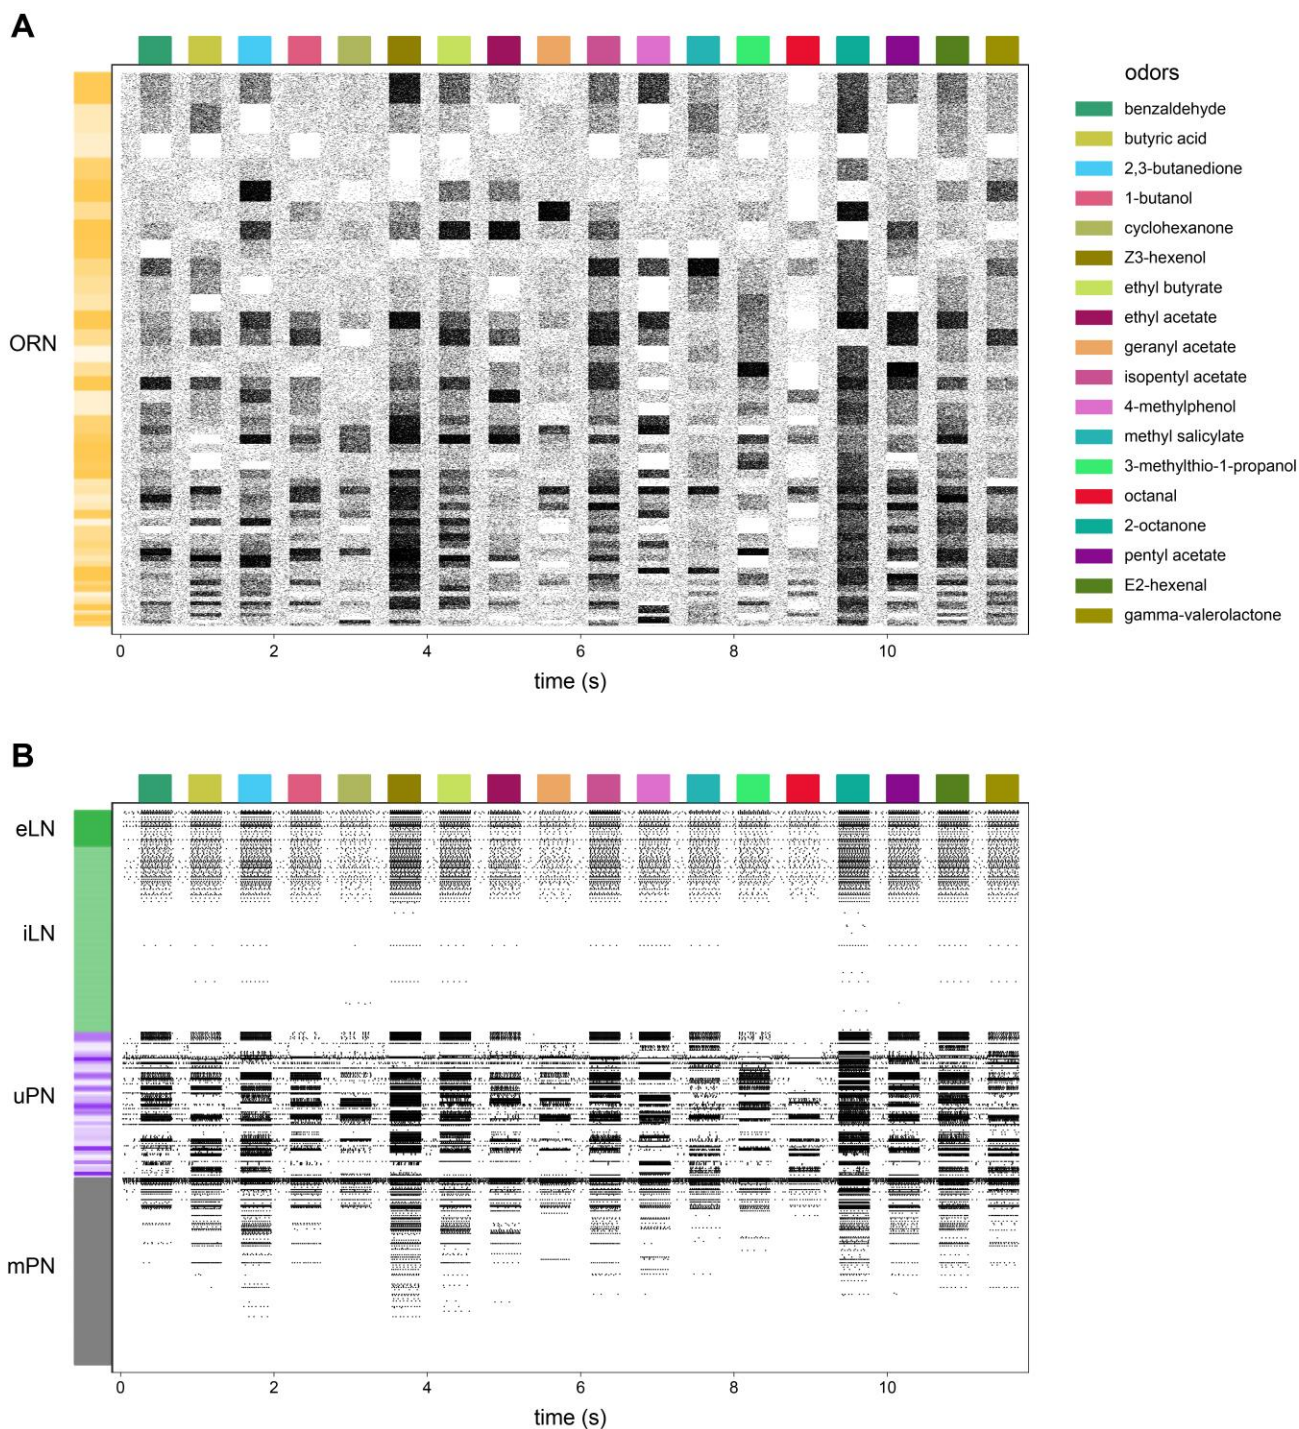 A
odors
benzaldehyde
butyric acid
2,3-butanedione
1-butanol
cyclohexanone
Z3-hexenol
ethyl butyrate
ethyl acetate
geranyl acetate
isopentyl acetate
4-methylphenol
methyl salicylate
3-methylthio-1-propanol
octanal
2-octanone
pentyl acetate
E2-hexenal
gamma-valerolactone
ORN
0 2 4 6 8 10
time (s)
B
eLN
iLN
uPN
mPN
0 2 4 6 8 10
time (s)